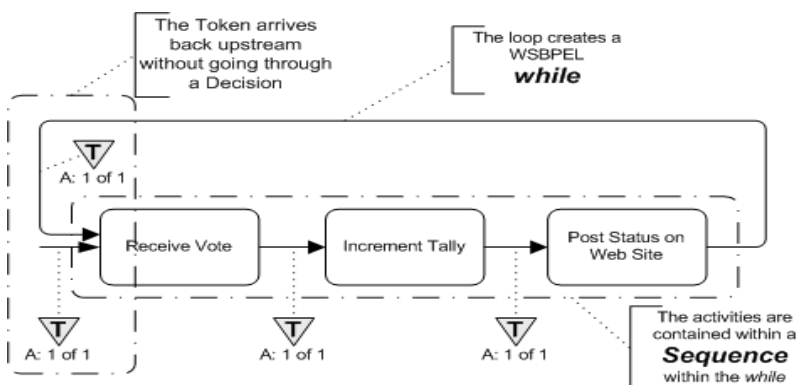 The Token arrives
back upstream
without going through
a Decision
The loop creates a
WSBPEL
while
T
A: 1 of 1
Receive Vote
Increment Tally
Post Status on
Web Site
T
A: 1 of 1
T
A: 1 of 1
T
A: 1 of 1
The activities are
contained within a
Sequence
within the while